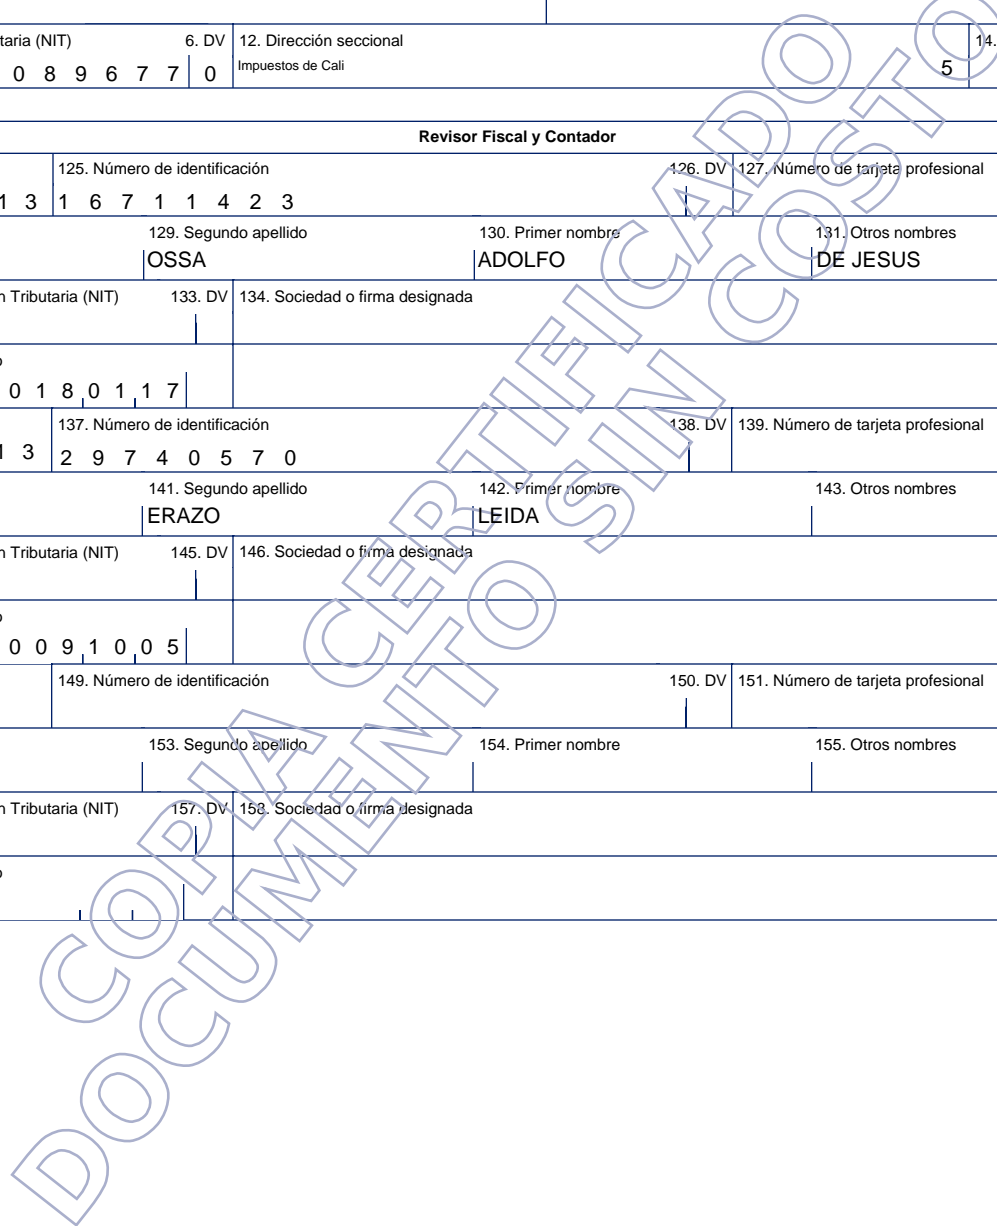 taria (NIT) 6. DV 12. Dirección seccional 14.
0 8 9 6 7 7 0 Impuestos de Cali 5
Revisor Fiscal y Contador
125. Número de identificación 126. DV 127. Número de tarjeta profesional
1 3 1 6 7 1 1 4 2 3
129. Segundo apellido 130. Primer nombre 131. Otros nombres
OSSA ADOLFO DE JESUS
n Tributaria (NIT) 133. DV 134. Sociedad o firma designada
o
0 1 8 0 1 1 7
137. Número de identificación 138. DV 139. Número de tarjeta profesional
1 3 2 9 7 4 0 5 7 0
141. Segundo apellido 142. Primer nombre 143. Otros nombres
ERAZO LEIDA
n Tributaria (NIT) 145. DV 146. Sociedad o firma designada
o
0 0 9 1 0 0 5
149. Número de identificación 150. DV 151. Número de tarjeta profesional
153. Segundo apellido 154. Primer nombre 155. Otros nombres
n Tributaria (NIT) 157. DV 158. Sociedad o firma designada
o
COPIA CERTIFICADO
DOCUMENTO SIN COSTO